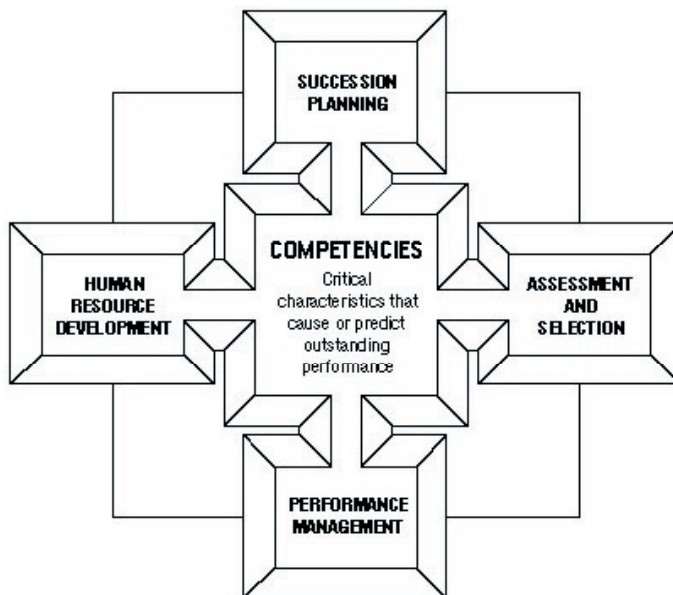 SUCCESSION
PLANNING
COMPETENCIES
Critical
characteristics that
cause or predict
outstanding
performance
HUMAN
RESOURCE
DEVELOPMENT
ASSESSMENT
AND
SELECTION
PERFORMANCE
MANAGEMENT